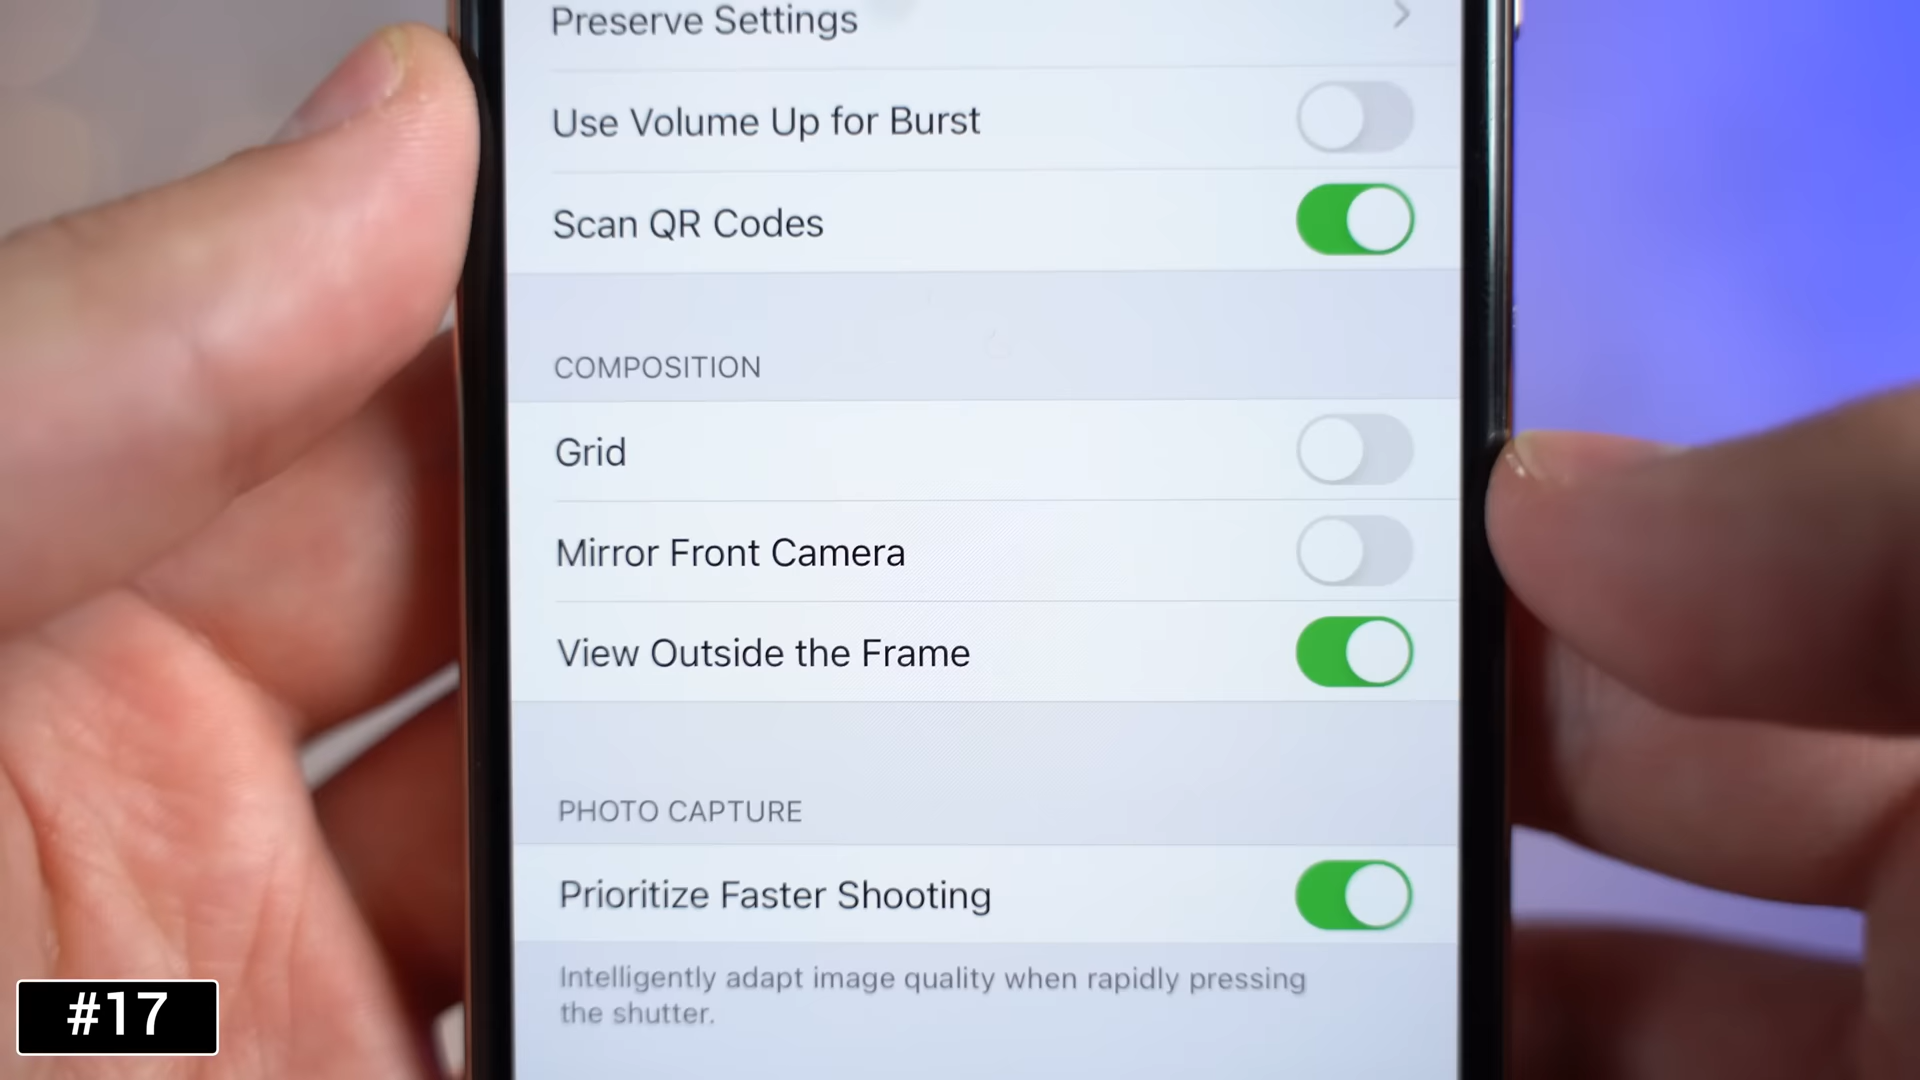 Preserve Settings
Use Volume Up for Burst
Scan QR Codes
COMPOSITION
Grid
Mirror Front Camera
View Outside the Frame
PHOTO CAPTURE
Prioritize Faster Shooting
Intelligently adapt image quality when rapidly pressing
the shutter.
#17